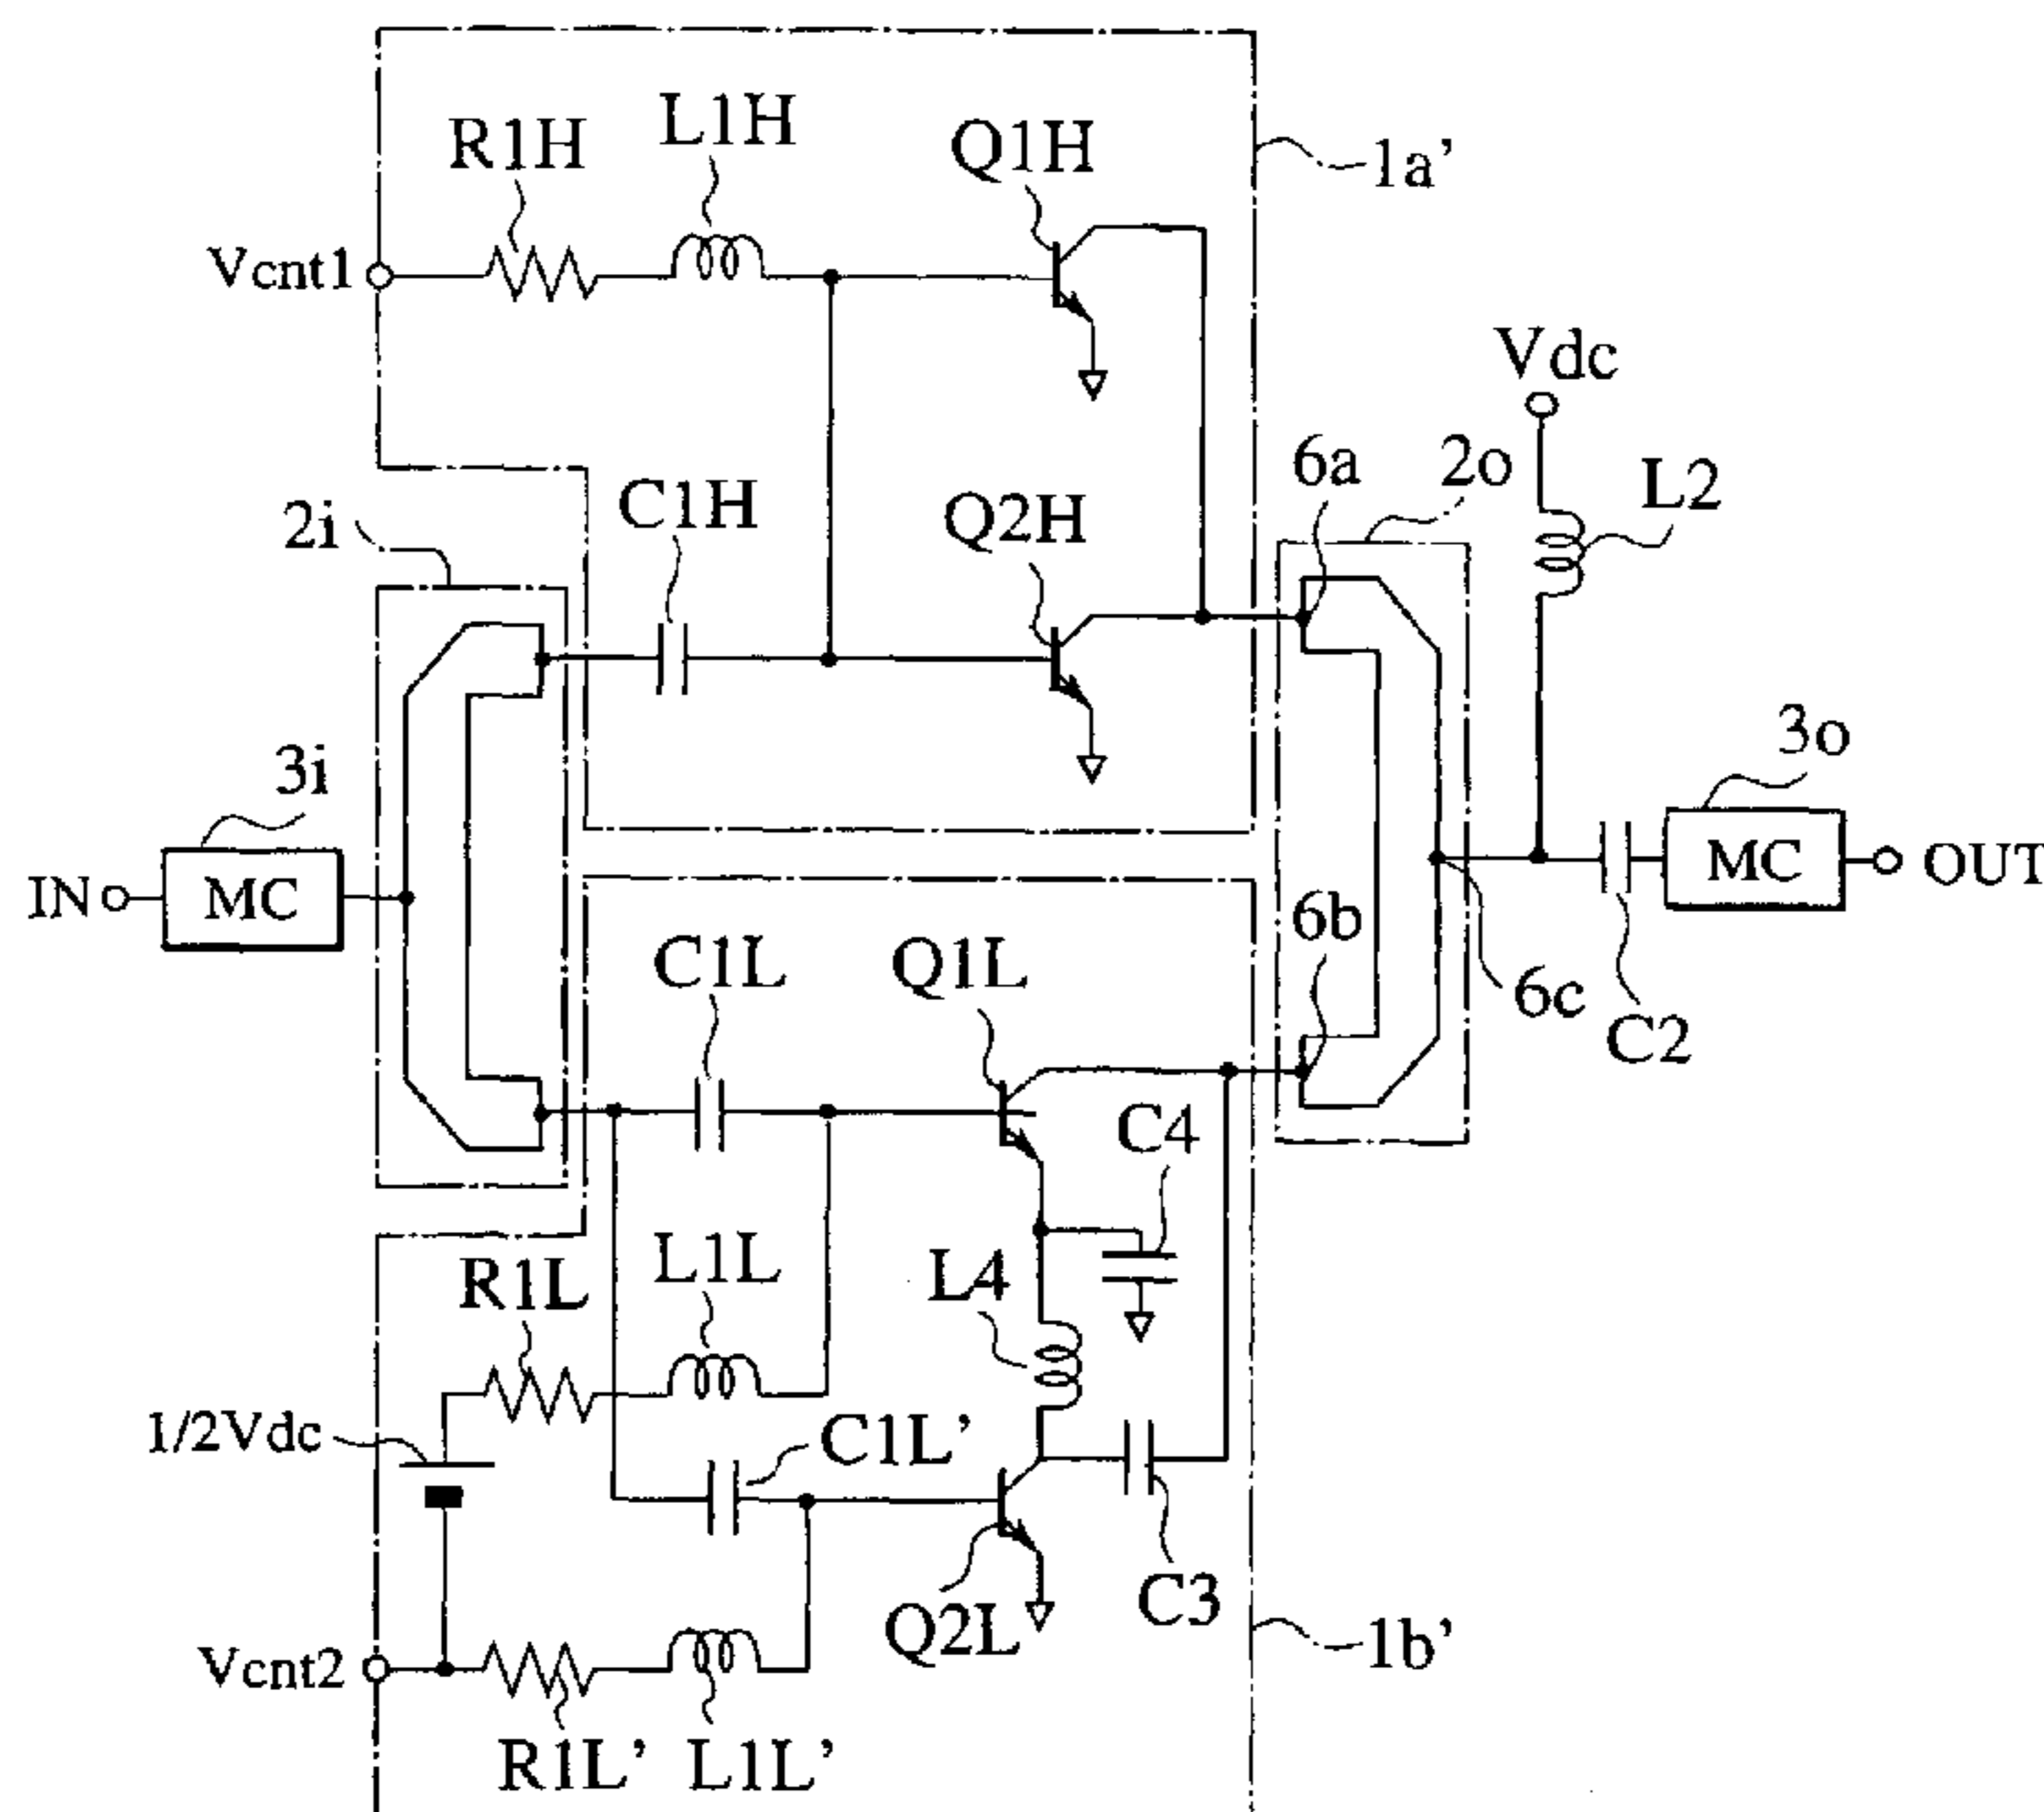 L1H
R1H
Q1H
1a’
Vcnt1
Vdc
6a
2o
L2
C1H
2i
Q2H
3i
3o
MC
IN
MC
OUT
6b
C1L
Q1L
6c
C2
C4
R1L
L1L
L4
1/2Vdc
C1L’
C3
Q2L
Vcnt2
1b’
R1L’
L1L’